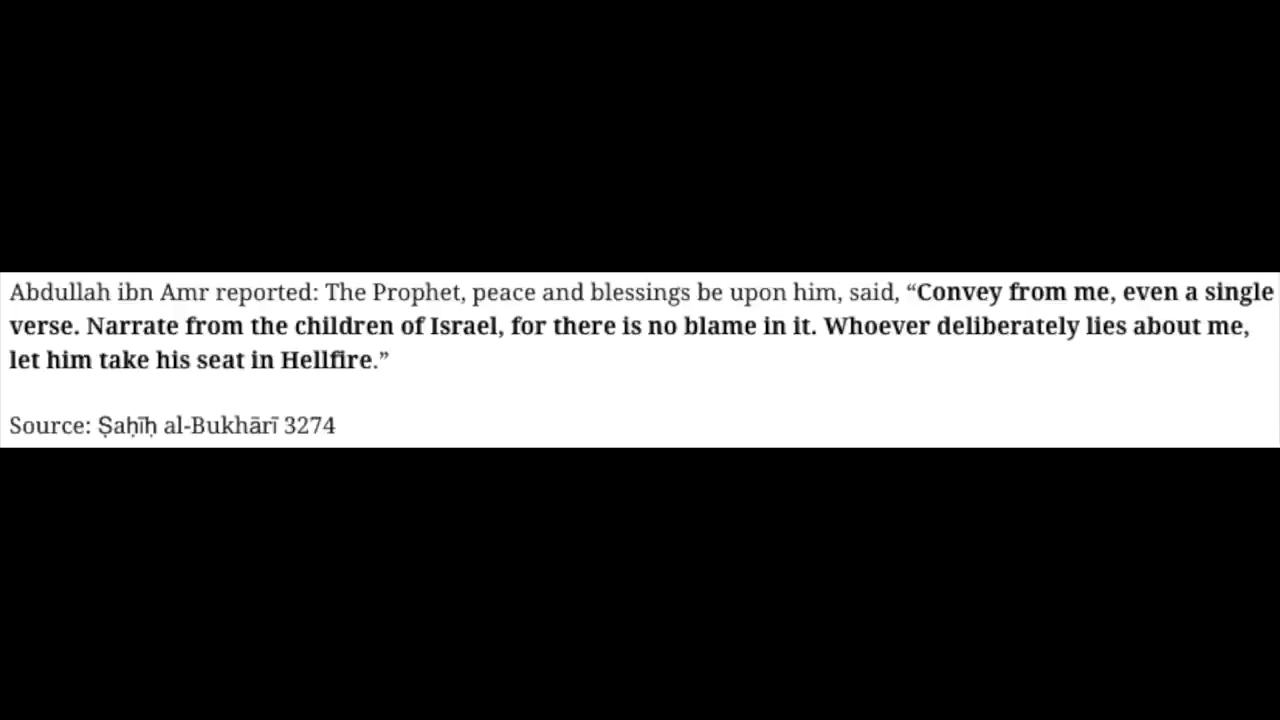 Abdullah ibn Amr reported: The Prophet, peace and blessings be upon him, said, “Convey from me, even a single
verse. Narrate from the children of Israel, for there is no blame in it. Whoever deliberately lies about me,
let him take his seat in Hellfire.”
Source: Ṣaḥīḥ al-Bukhārī 3274